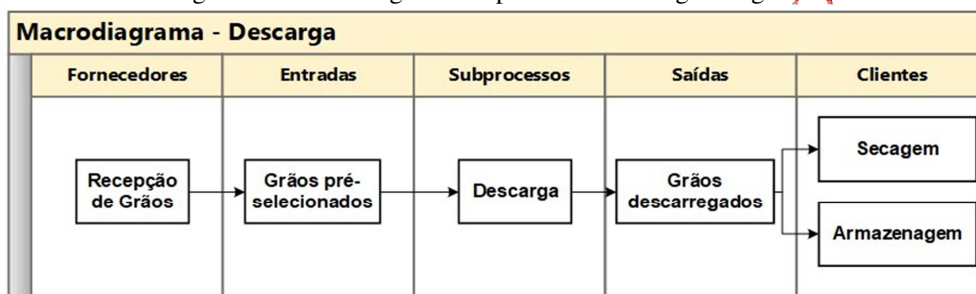 Macrodiagrama - Descarga
Fornecedores
Entradas
Subprocessos
Saídas
Clientes
Recepção
de Grãos
Grãos pré-
selecionados
Descarga
Grãos
descarregados
Secagem
Armazenagem